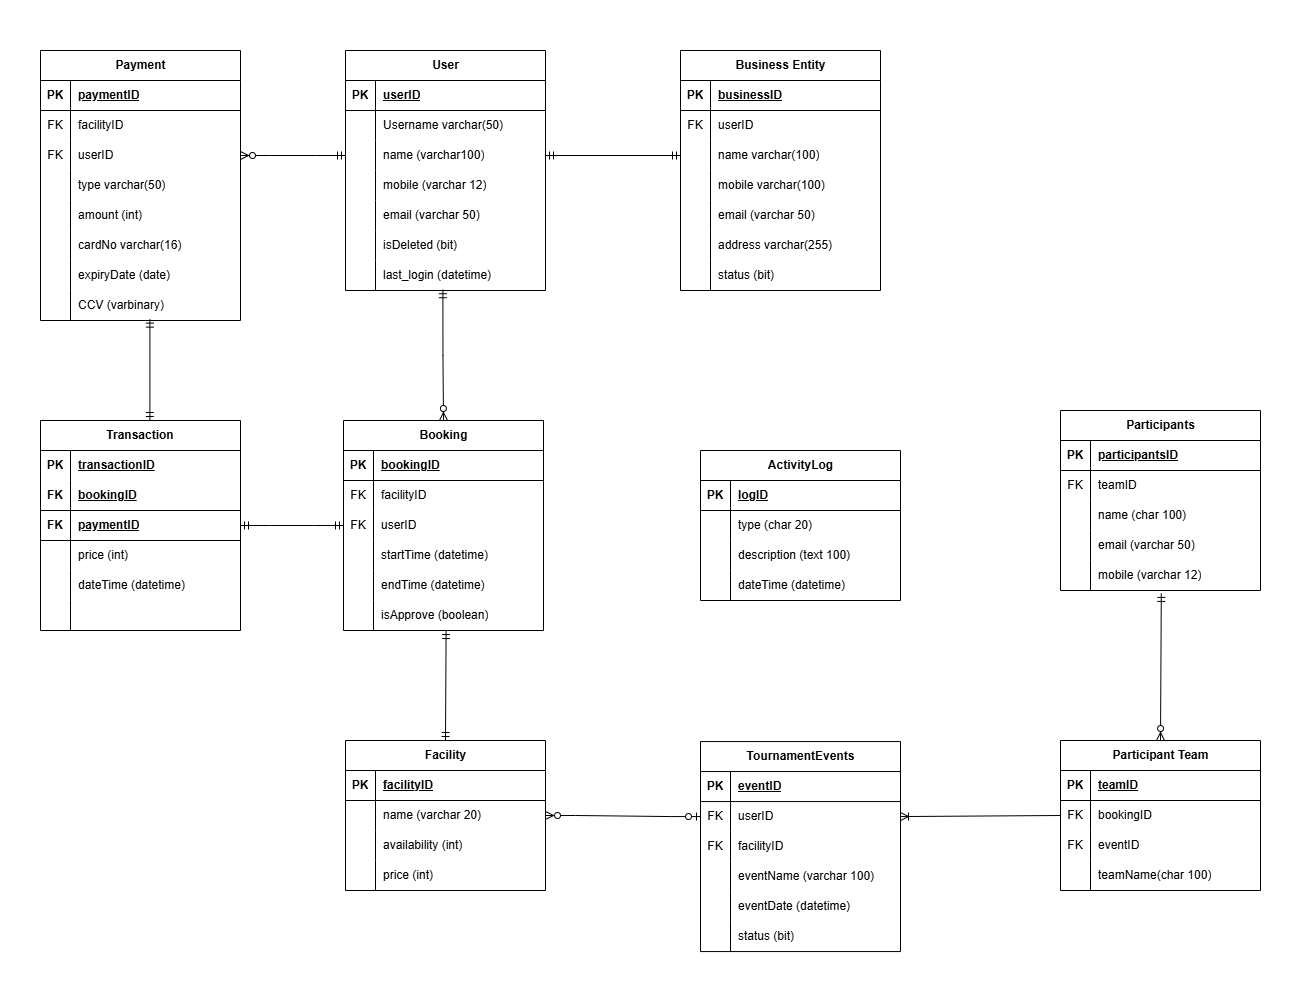 Payment
PK paymentID
FK facilityID
FK userID
type varchar(50)
amount (int)
cardNo varchar(16)
expiryDate (date)
CCV (varbinary)
User
PK userID
Username varchar(50)
name (varchar100)
mobile (varchar 12)
email (varchar 50)
isDeleted (bit)
last_login (datetime)
Business Entity
PK businessID
FK userID
name varchar(100)
mobile varchar(100)
email (varchar 50)
address varchar(255)
status (bit)
Transaction
PK transactionID
FK bookingID
FK paymentID
price (int)
dateTime (datetime)
Booking
PK bookingID
FK facilityID
FK userID
startTime (datetime)
endTime (datetime)
isApprove (boolean)
ActivityLog
PK logID
type (char 20)
description (text 100)
dateTime (datetime)
Participants
PK participantsID
FK teamID
name (char 100)
email (varchar 50)
mobile (varchar 12)
Facility
PK facilityID
name (varchar 20)
availability (int)
price (int)
TournamentEvents
PK eventID
FK userID
FK facilityID
eventName (varchar 100)
eventDate (datetime)
status (bit)
Participant Team
PK teamID
FK bookingID
FK eventID
teamName(char 100)